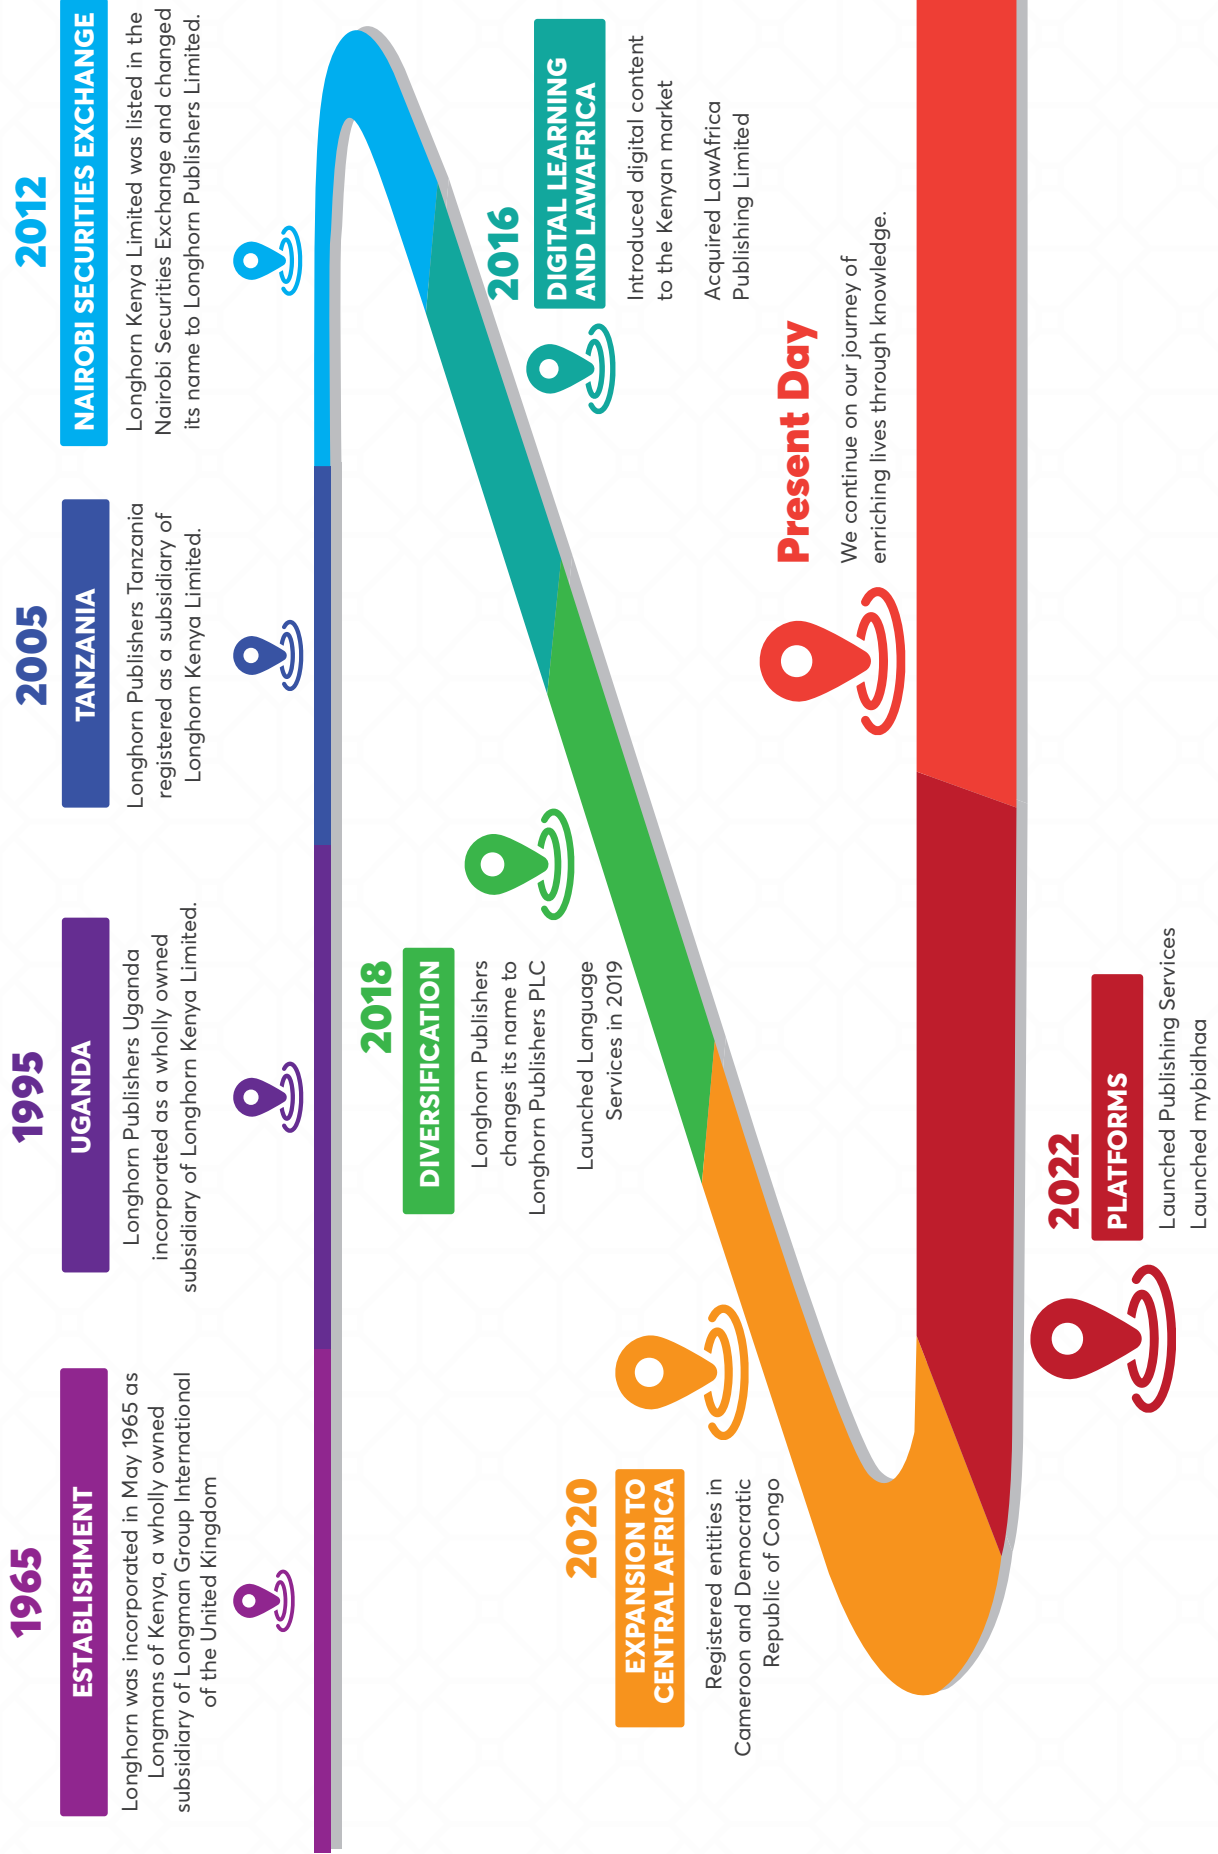 1965
ESTABLISHMENT
Longhorn was incorporated in May 1965 as
Longmans of Kenya, a wholly owned
subsidiary of Longman Group International
of the United Kingdom
1995
UGANDA
Longhorn Publishers Uganda
incorporated as a wholly owned
subsidiary of Longhorn Kenya Limited.
2005
TANZANIA
Longhorn Publishers Tanzania
registered as a subsidiary of
Longhorn Kenya Limited.
2012
NAIROBI SECURITIES EXCHANGE
Longhorn Kenya Limited was listed in the
Nairobi Securities Exchange and changed
its name to Longhorn Publishers Limited.
2016
DIGITAL LEARNING
AND LAWAFRICA
Introduced digital content
to the Kenyan market
Acquired LawAfrica
Publishing Limited
2018
DIVERSIFICATION
Longhorn Publishers
changes its name to
Longhorn Publishers PLC
Launched Language
Services in 2019
2020
EXPANSION TO
CENTRAL AFRICA
Registered entities in
Cameroon and Democratic
Republic of Congo
2022
PLATFORMS
Launched Publishing Services
Launched mybidhaa
Present Day
We continue on our journey of
enriching lives through knowledge.